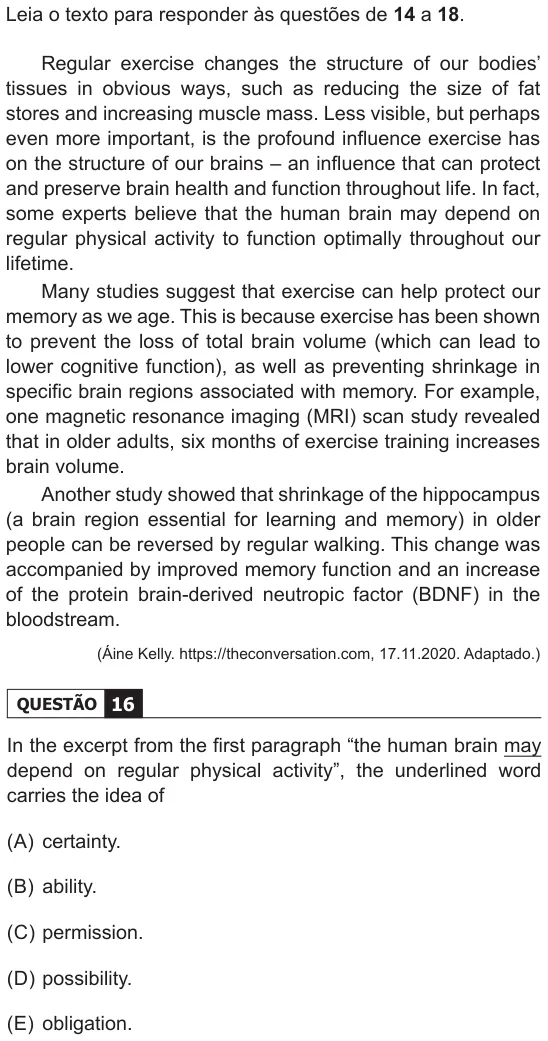 Leia o texto para responder às questões de 14 a 18.
Regular exercise changes the structure of our bodies’
tissues in obvious ways, such as reducing the size of fat
stores and increasing muscle mass. Less visible, but perhaps
even more important, is the profound influence exercise has
on the structure of our brains – an influence that can protect
and preserve brain health and function throughout life. In fact,
some experts believe that the human brain may depend on
regular physical activity to function optimally throughout our
lifetime.
Many studies suggest that exercise can help protect our
memory as we age. This is because exercise has been shown
to prevent the loss of total brain volume (which can lead to
lower cognitive function), as well as preventing shrinkage in
specific brain regions associated with memory. For example,
one magnetic resonance imaging (MRI) scan study revealed
that in older adults, six months of exercise training increases
brain volume.
Another study showed that shrinkage of the hippocampus
(a brain region essential for learning and memory) in older
people can be reversed by regular walking. This change was
accompanied by improved memory function and an increase
of the protein brain-derived neutropic factor (BDNF) in the
bloodstream.
(Áine Kelly. https://theconversation.com, 17.11.2020. Adaptado.)
QUESTÃO 16
In the excerpt from the first paragraph “the human brain may
depend on regular physical activity”, the underlined word
carries the idea of
(A) certainty.
(B) ability.
(C) permission.
(D) possibility.
(E) obligation.